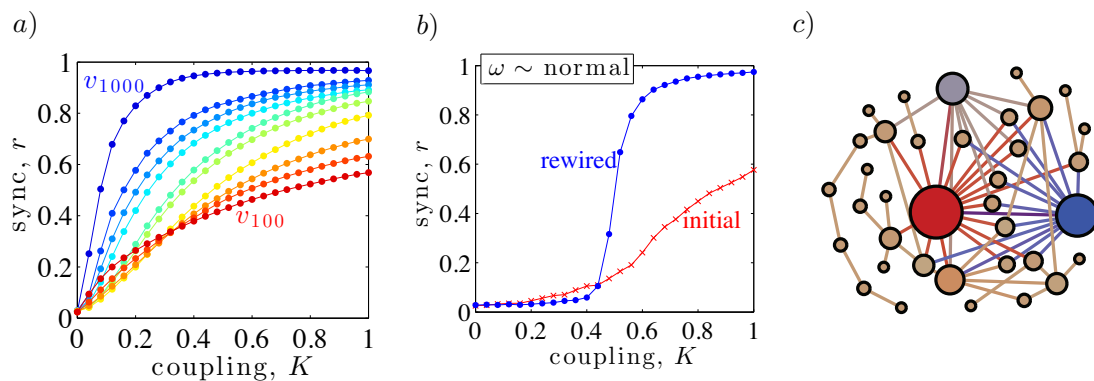 a)
sync, r
1
0.8
0.6
0.4
0.2
0
v1000
v100
0 0.2 0.4 0.6 0.8 1
coupling, K
b)
ω ∼ normal
sync, r
1
0.8
0.6
0.4
0.2
0
rewired
initial
0 0.2 0.4 0.6 0.8 1
coupling, K
c)